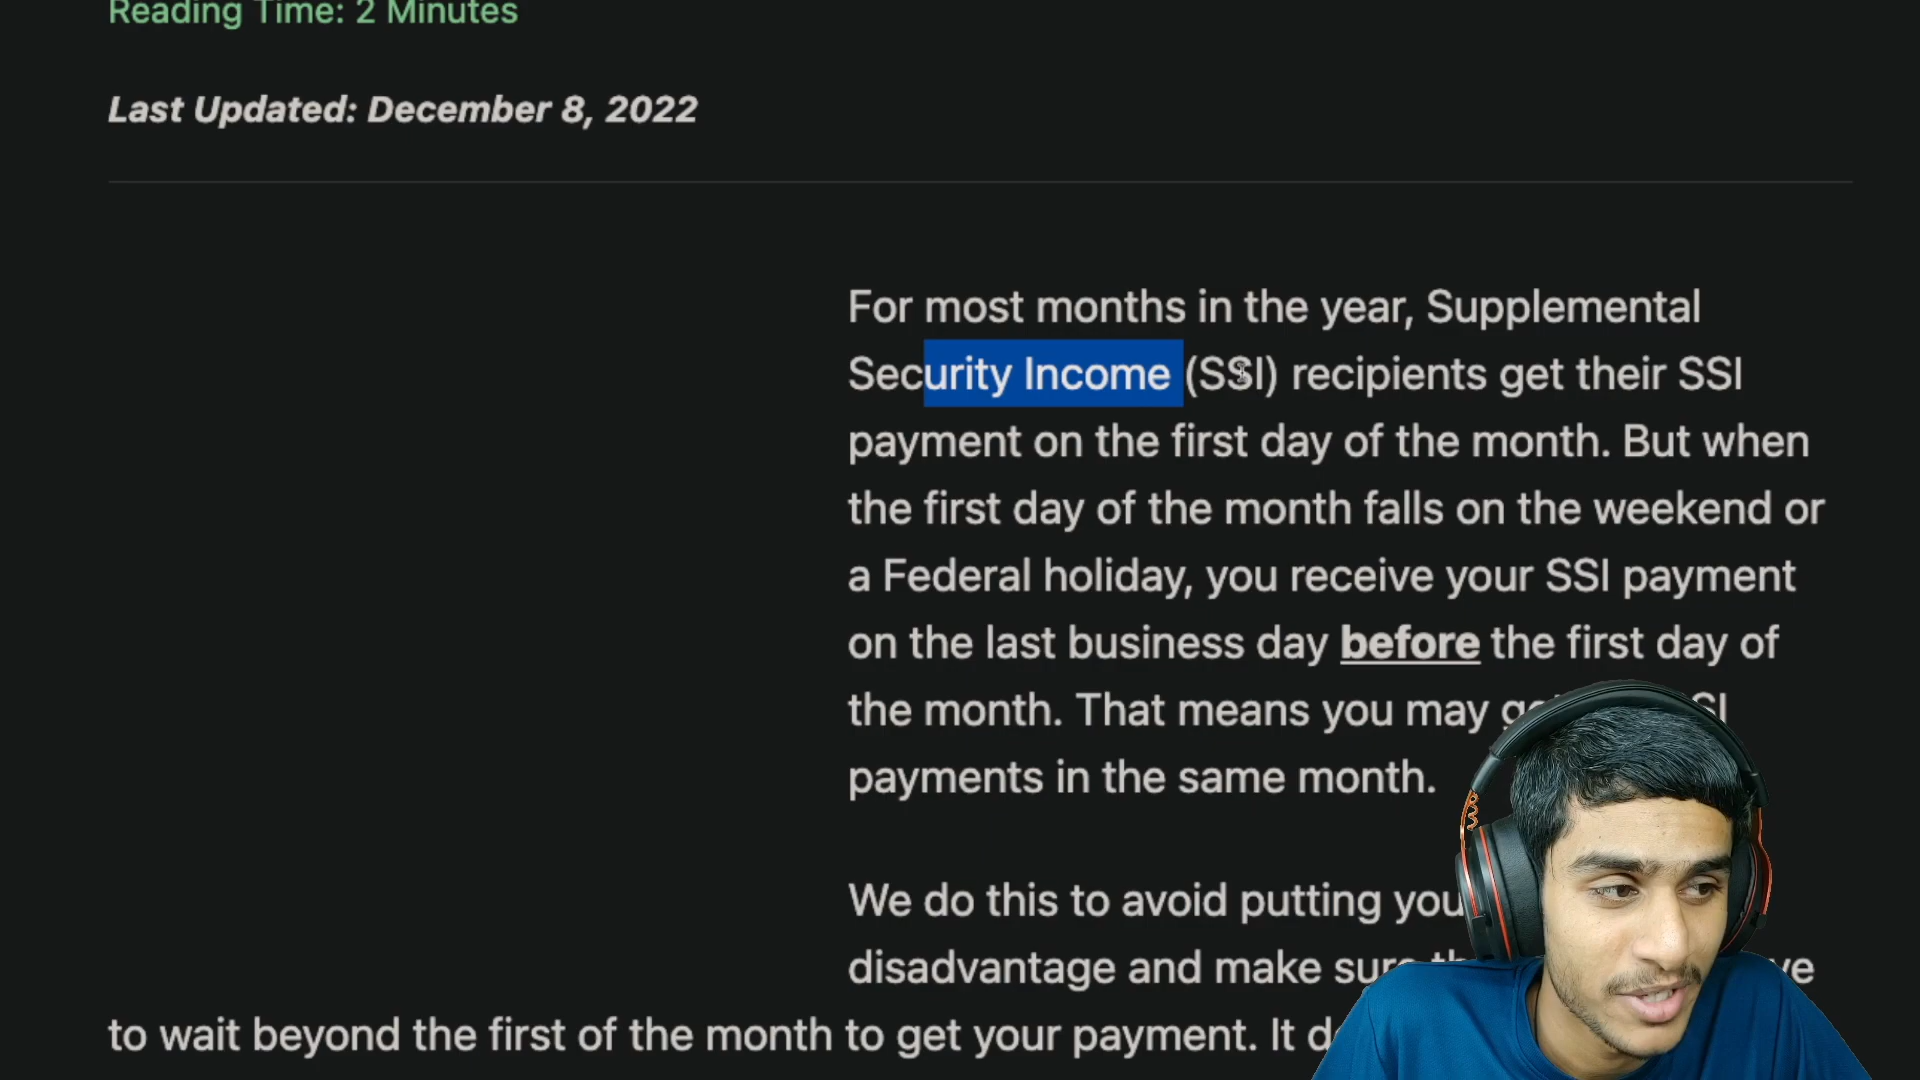 Reading Time: 2 Minutes
Last Updated: December 8, 2022
For most months in the year, Supplemental
Security Income (SSI) recipients get their SSI
payment on the first day of the month. But when
the first day of the month falls on the weekend or
a Federal holiday, you receive your SSI payment
on the last business day before the first day of
the month. That means you may
payments in the same month.
We do this to avoid putting you
disadvantage and make sure
to wait beyond the first of the month to get your payment. It